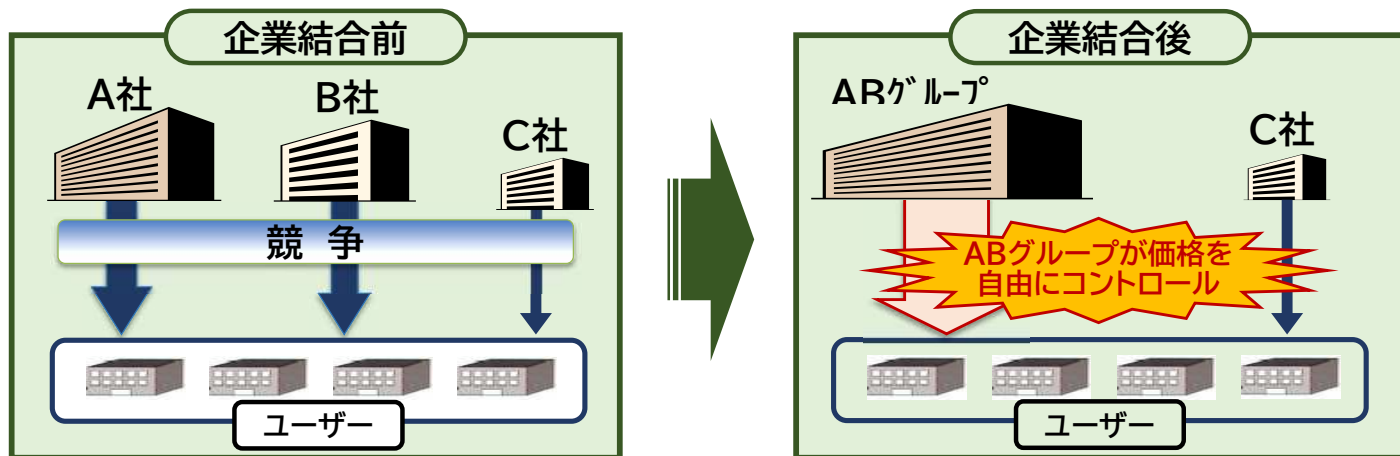 企業結合前
A社
B社
C社
競 争
ユーザー
企業結合後
ABグループ
C社
ABグループが価格を
自由にコントロール
ユーザー